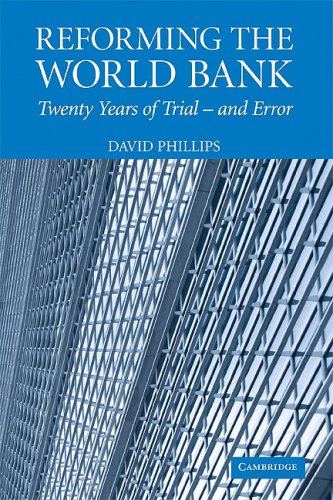 REFORMING THE
WORLD BANK
Twenty Years of Trial – and Error
DAVID PHILLIPS
CAMBRIDGE